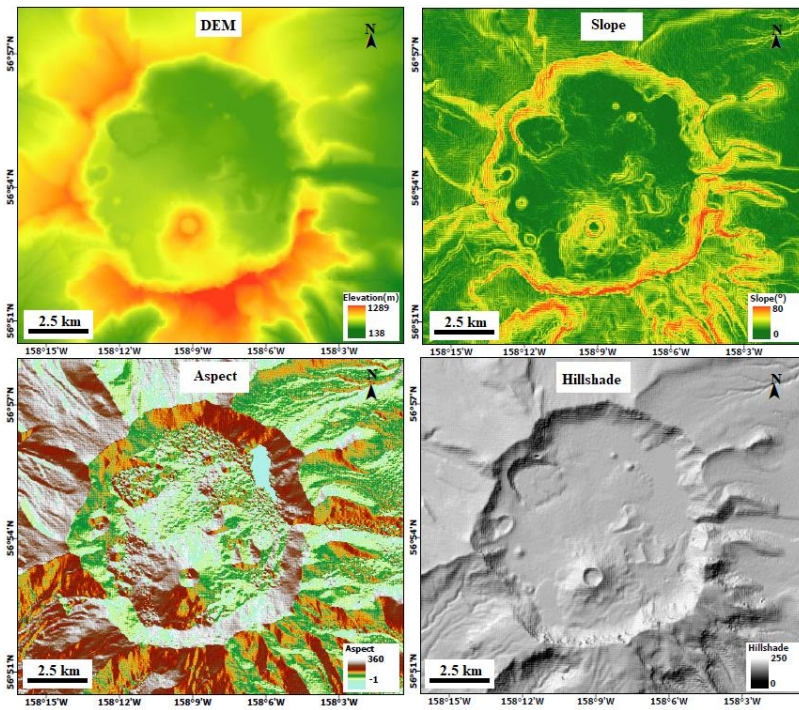 DEM
N
56°57'N
56°54'N
56°51'N
2.5 km
Elevation(m)
1289
138
158°15'W
158°12'W
158°9'W
158°6'W
158°3'W
Slope
N
56°57'N
56°54'N
56°51'N
2.5 km
Slope(°)
80
0
158°15'W
158°12'W
158°9'W
158°6'W
158°3'W
Aspect
N
56°57'N
56°54'N
56°51'N
2.5 km
Aspect
360
-1
158°15'W
158°12'W
158°9'W
158°6'W
158°3'W
Hillshade
N
56°57'N
56°54'N
56°51'N
2.5 km
Hillshade
250
0
158°15'W
158°12'W
158°9'W
158°6'W
158°3'W